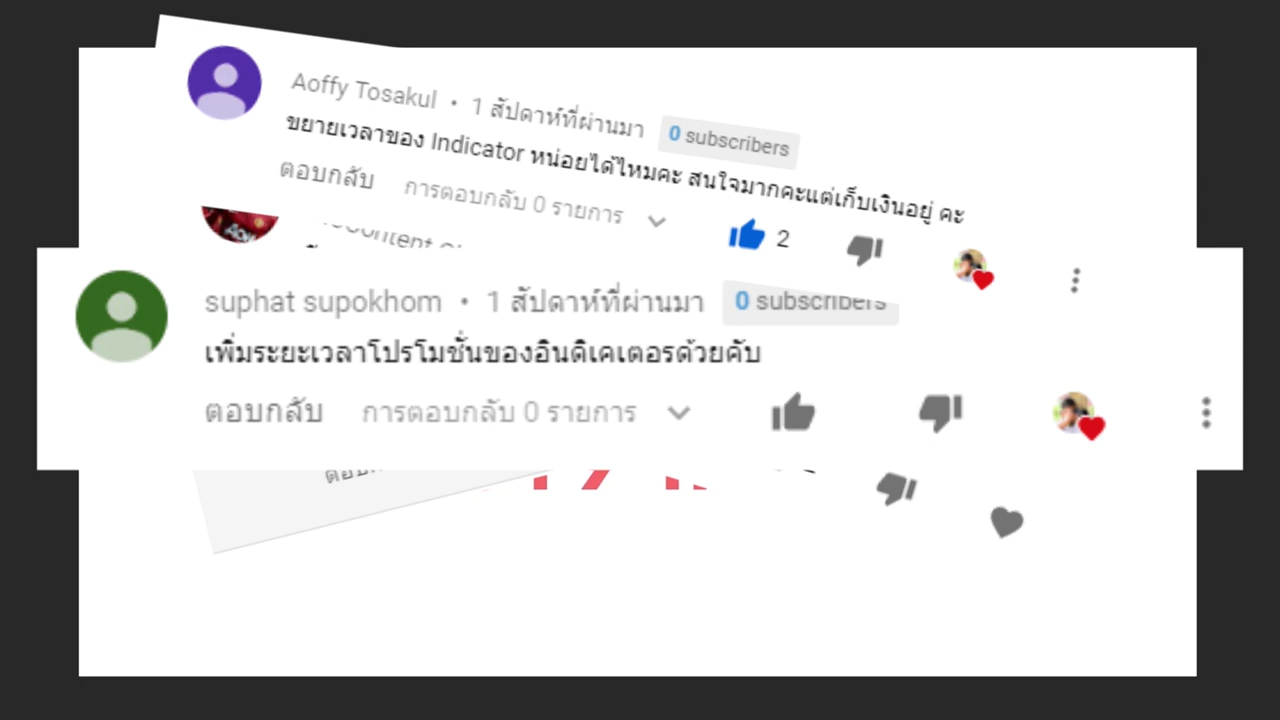 Aoffy Tosakul • 1 สัปดาห์ที่ผ่านมา 0 subscribers
ขยายเวลาของ Indicator หน่อยได้ไหมคะ สนใจมากคะแต่เก็บเงินอยู่ คะ
ตอบกลับ การตอบกลับ 0 รายการ
2
suphat supokhom • 1 สัปดาห์ที่ผ่านมา 0 subscribers
เพิ่มระยะเวลาโปรโมชั่นของอินดิเคเตอรด้วยคับ
ตอบกลับ การตอบกลับ 0 รายการ